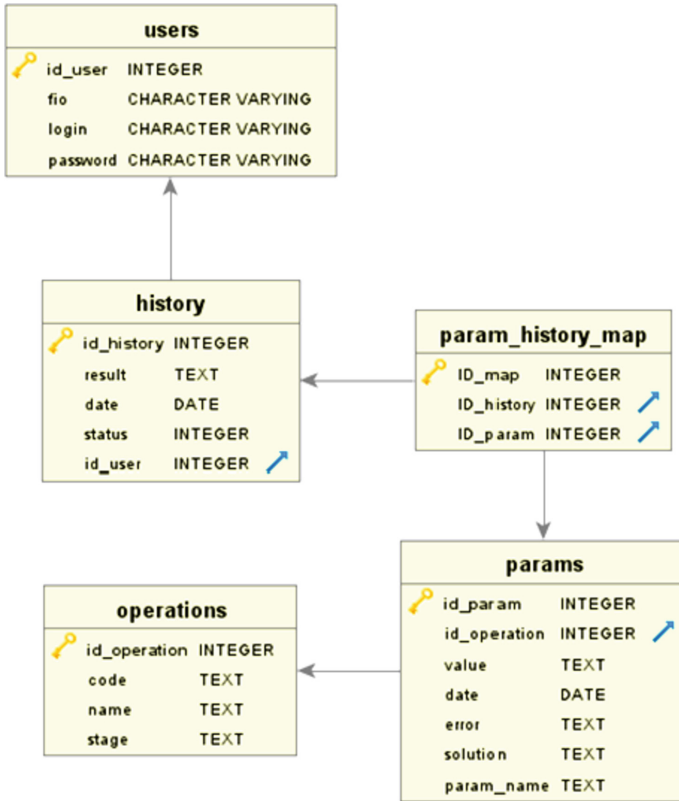 users
id_user INTEGER
fio CHARACTER VARYING
login CHARACTER VARYING
password CHARACTER VARYING
history
id_history INTEGER
result TEXT
date DATE
status INTEGER
id_user INTEGER
param_history_map
ID_map INTEGER
ID_history INTEGER
ID_param INTEGER
operations
id_operation INTEGER
code TEXT
name TEXT
stage TEXT
params
id_param INTEGER
id_operation INTEGER
value TEXT
date DATE
error TEXT
solution TEXT
param_name TEXT